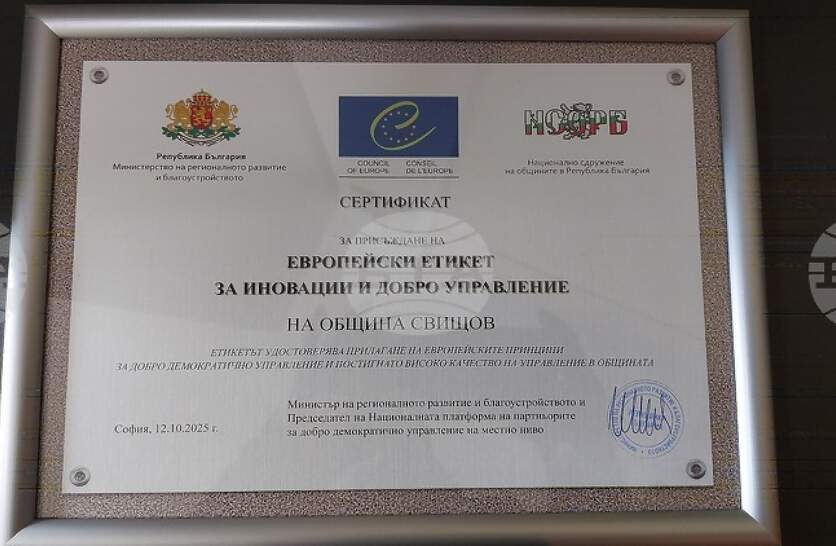 Република България
Министерство на регионалното развитие
и благоустройството
COUNCIL
OF EUROPE
CONSEIL
DE L'EUROPE
НСОРБ
Национално сдружение
на общините в Република България
СЕРТИФИКАТ
ЗА ПРИСЪЖДАНЕ НА
ЕВРОПЕЙСКИ ЕТИКЕТ
ЗА ИНОВАЦИИ И ДОБРО УПРАВЛЕНИЕ
НА ОБЩИНА СВИЩОВ
ЕТИКЕТЪТ УДОСТОВЕРЯВА ПРИЛАГАНЕ НА ЕВРОПЕЙСКИТЕ ПРИНЦИПИ
ЗА ДОБРО ДЕМОКРАТИЧНО УПРАВЛЕНИЕ И ПОСТИГНАТО ВИСОКО КАЧЕСТВО НА УПРАВЛЕНИЕ В ОБЩИНАТА
София, 12.10.2025 г.
Министър на регионалното развитие и благоустройството и
Председател на Националната платформа на партньорите
за добро демократично управление на местно ниво